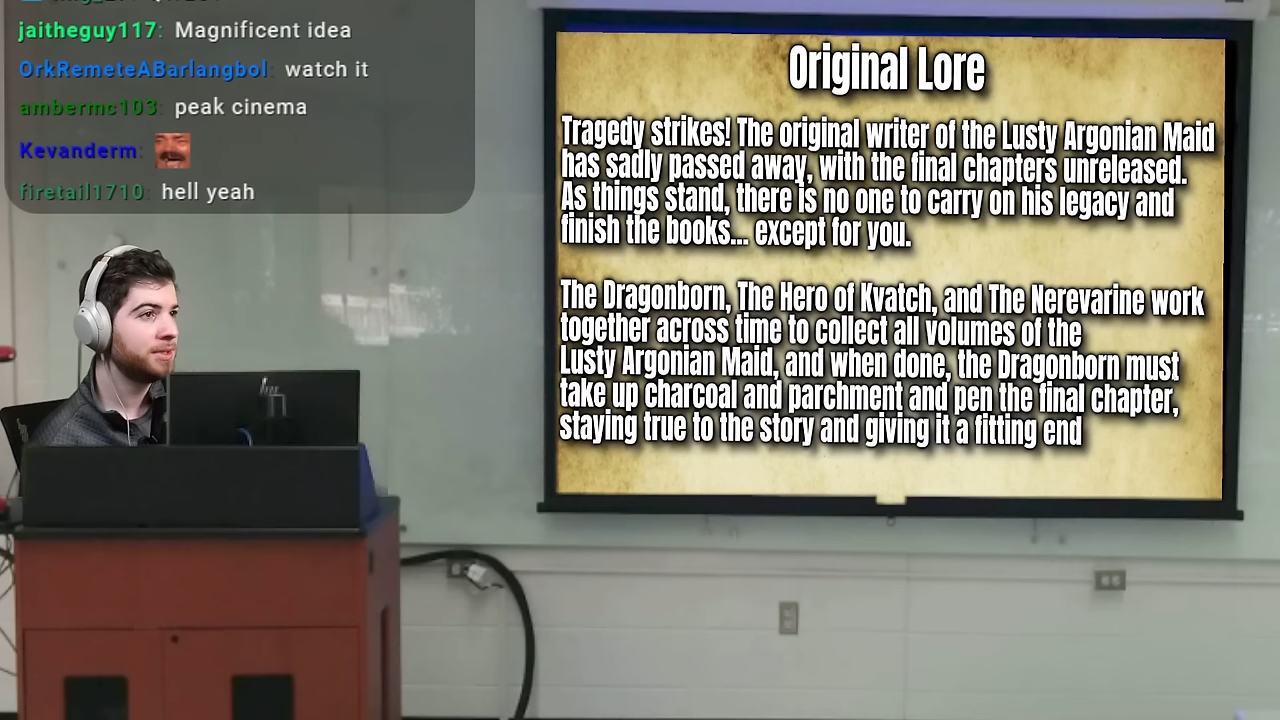 jaitheguy117: Magnificent idea
OrkRemeteABarlangbol: watch it
ambermc103: peak cinema
Kevanderm:
firetail1710: hell yeah
Original Lore
Tragedy strikes! The original writer of the Lusty Argonian Maid
has sadly passed away, with the final chapters unreleased.
As things stand, there is no one to carry on his legacy and
finish the books... except for you.
The Dragonborn, The Hero of Kvatch, and The Nerevarine work
together across time to collect all volumes of the
Lusty Argonian Maid, and when done, the Dragonborn must
take up charcoal and parchment and pen the final chapter,
staying true to the story and giving it a fitting end